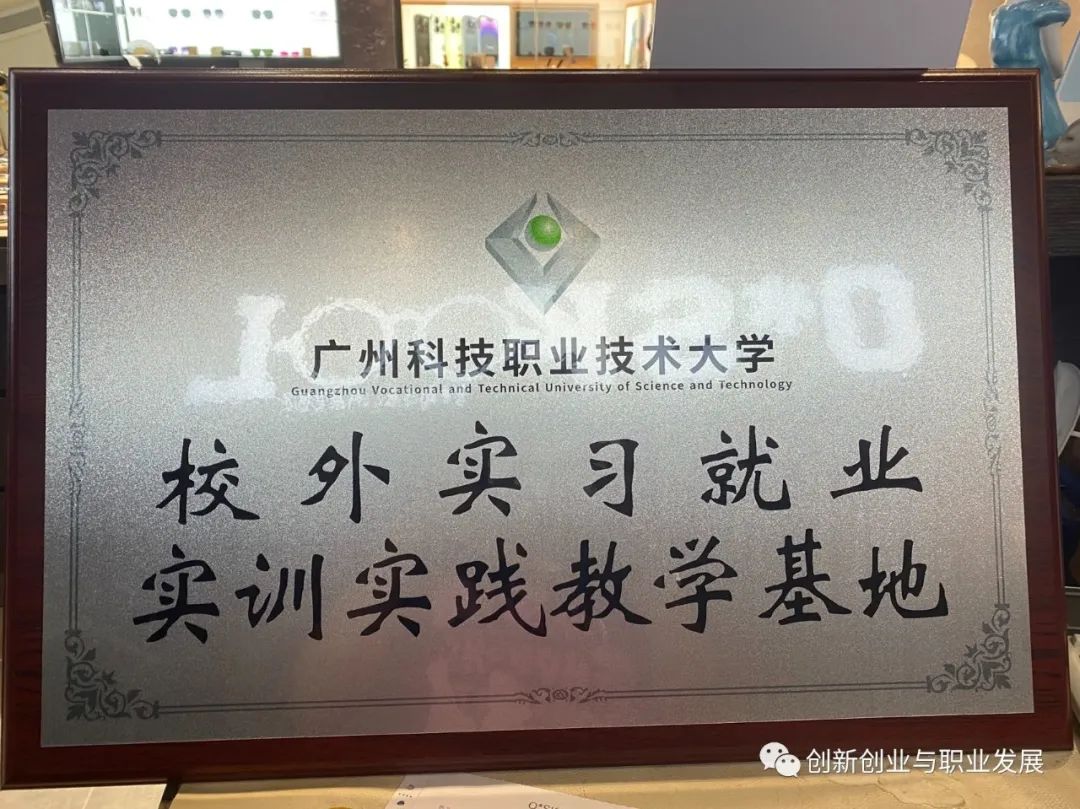 广州科技职业技术大学
Guangzhou Vocational and Technical University of Science and Technology
校外实习就业
实训实践教学基地
创新创业与职业发展